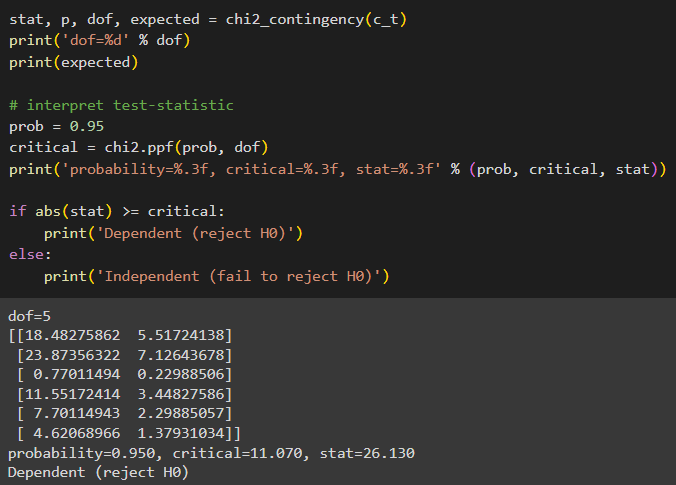 stat, p, dof, expected = chi2_contingency(c_t)
print('dof=%d' % dof)
print(expected)
# interpret test-statistic
prob = 0.95
critical = chi2.ppf(prob, dof)
print('probability=%.3f, critical=%.3f, stat=%.3f' % (prob, critical, stat))
if abs(stat) >= critical:
    print('Dependent (reject H0)')
else:
    print('Independent (fail to reject H0)')
dof=5
[[18.48275862  5.51724138]
 [23.87356322  7.12643678]
 [ 0.77011494  0.22988506]
 [11.55172414  3.44827586]
 [ 7.70114943  2.29885057]
 [ 4.62068966  1.37931034]]
probability=0.950, critical=11.070, stat=26.130
Dependent (reject H0)